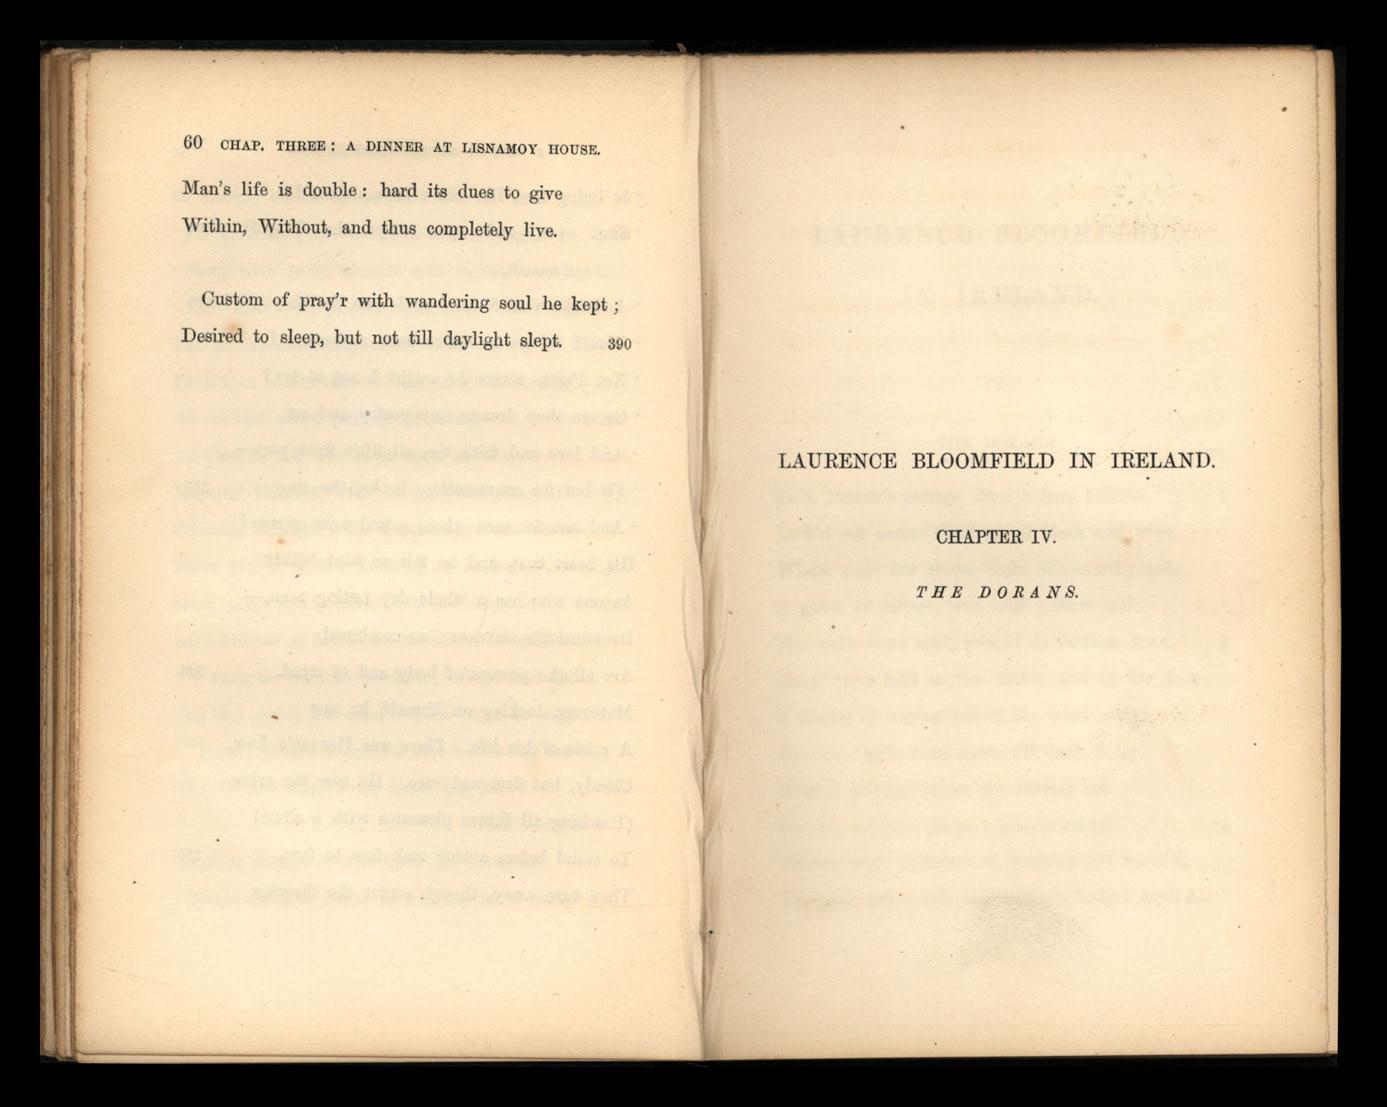 60 CHAP. THREE: A DINNER AT LISNAMOY HOUSE.
Man's life is double: hard its dues to give
Within, Without, and thus completely live.
Custom of pray'r with wandering soul he kept;
Desired to sleep, but not till daylight slept. 390
LAURENCE BLOOMFIELD IN IRELAND.
CHAPTER IV.
THE DORANS.